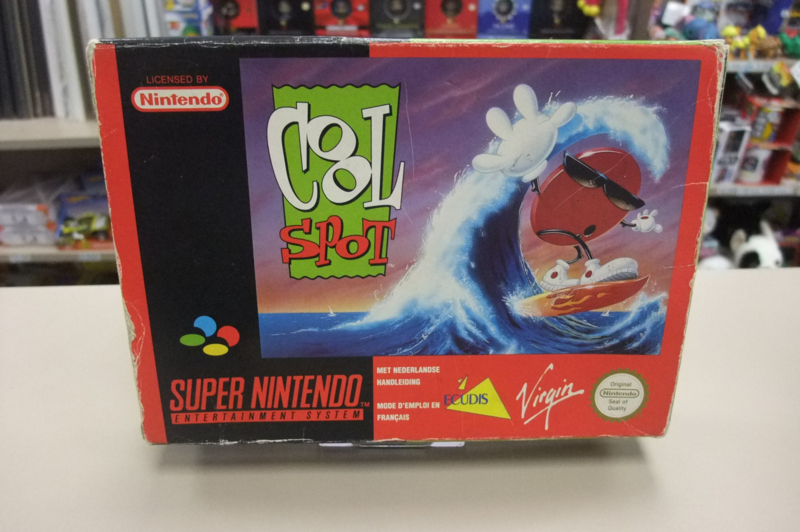 LICENSED BY
Nintendo®
COOL
SPOT
SUPER NINTENDO™
ENTERTAINMENT SYSTEM
MET NEDERLANDSE
HANDLEIDING
MODE D'EMPLOI EN
FRANÇAIS
ECUDIS
Virgin
Original
Nintendo
Seal of
Quality